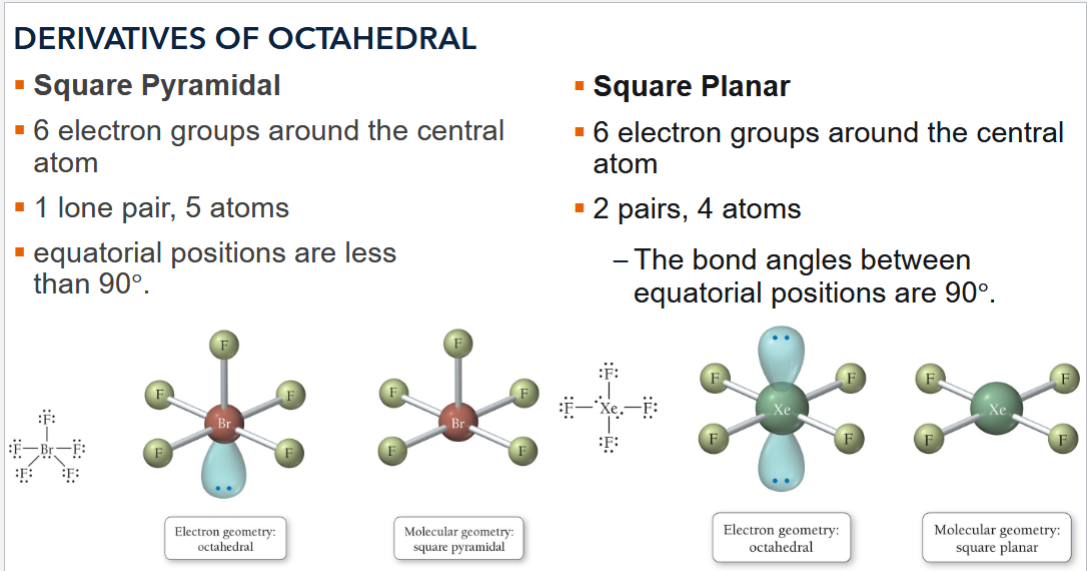 DERIVATIVES OF OCTAHEDRAL
▪ Square Pyramidal
▪ 6 electron groups around the central
atom
▪ 1 lone pair, 5 atoms
▪ equatorial positions are less
than 90°.
▪ Square Planar
▪ 6 electron groups around the central
atom
▪ 2 pairs, 4 atoms
– The bond angles between
equatorial positions are 90°.
:F:
:F—Br—F:
:F: :F:
F
F F
Br
F F
Electron geometry:
octahedral
F
F F
Br
F F
Molecular geometry:
square pyramidal
:F:
:F—Xe—F:
:F:
F F
Xe
F F
Electron geometry:
octahedral
F F
Xe
F F
Molecular geometry:
square planar